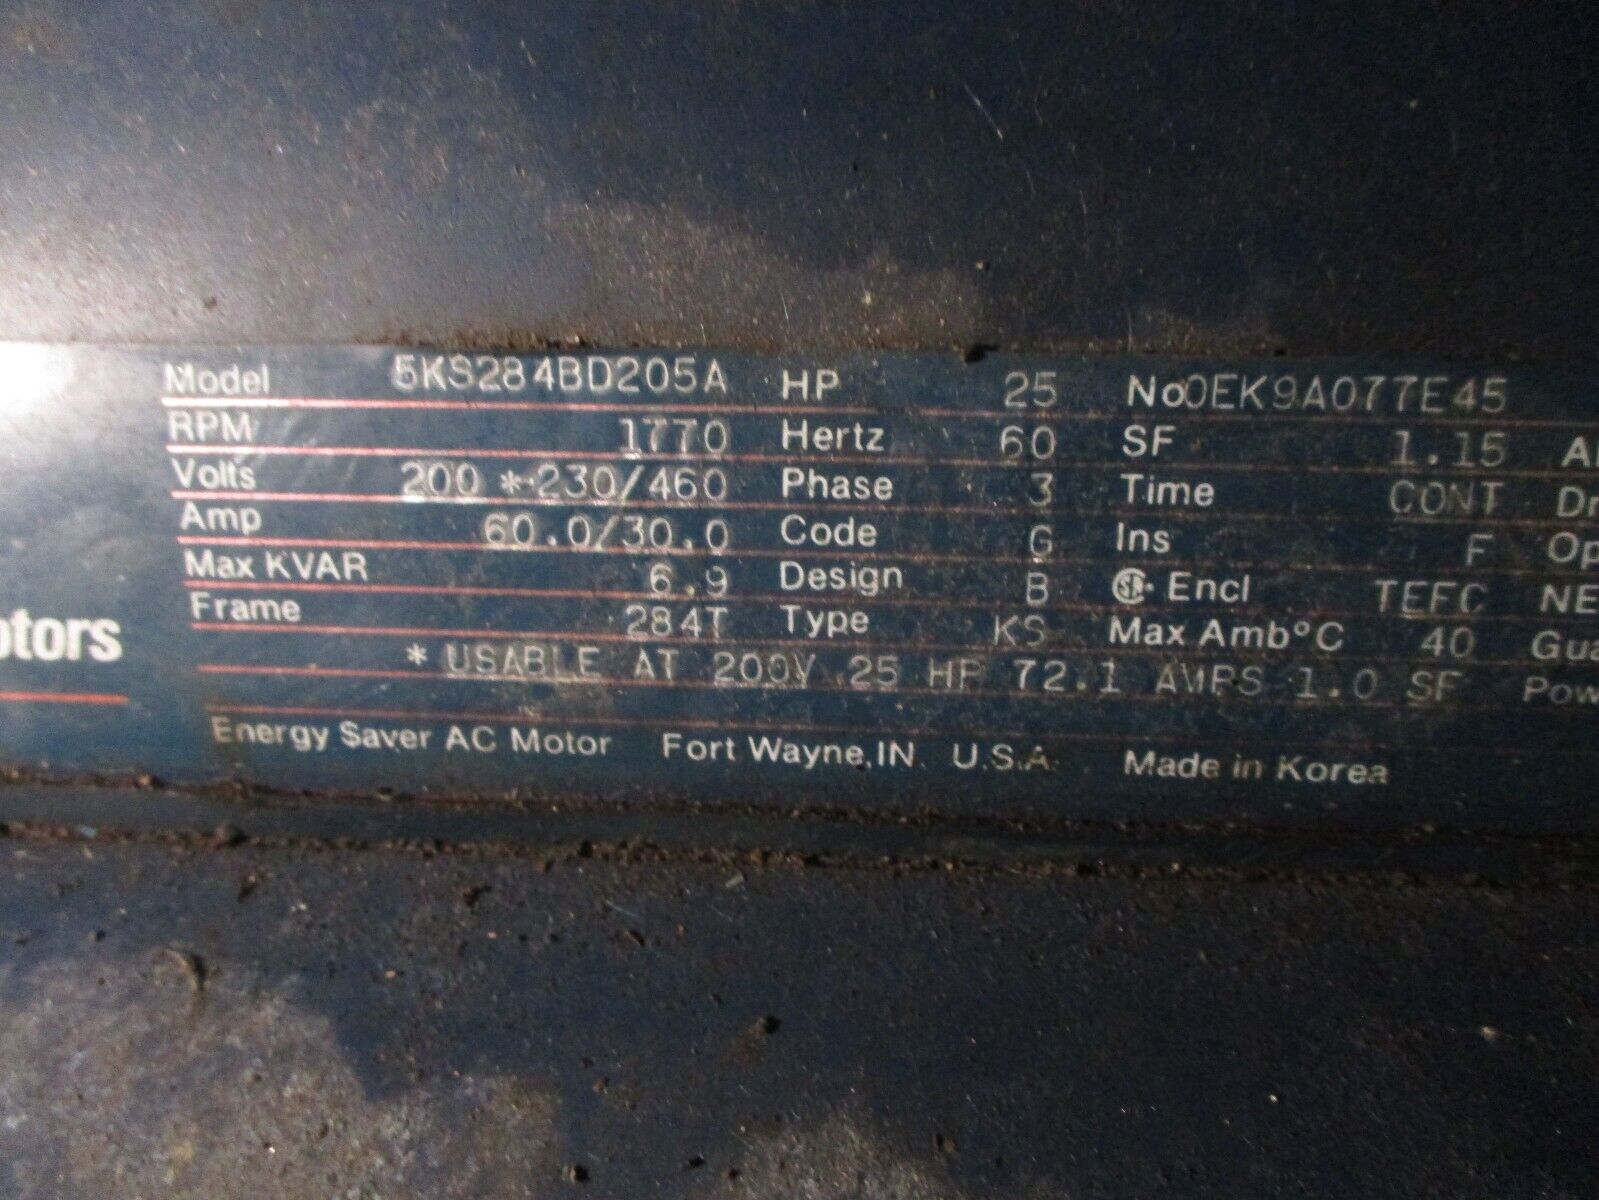 Model 5KS284BD205A HP 25 No. 0EK9A077E45
RPM 1770 Hertz 60 SF 1.15
Volts 200*-230/460 Phase 3 Time CONT
Amp 60.0/30.0 Code G Ins F
Max KVAR 6.9 Design B Encl TEFC
Frame 284T Type KS Max Amb°C 40
otors
* USABLE AT 200V 25 HP 72.1 AMPS 1.0 SF
Energy Saver AC Motor Fort Wayne, IN. U.S.A. Made in Korea